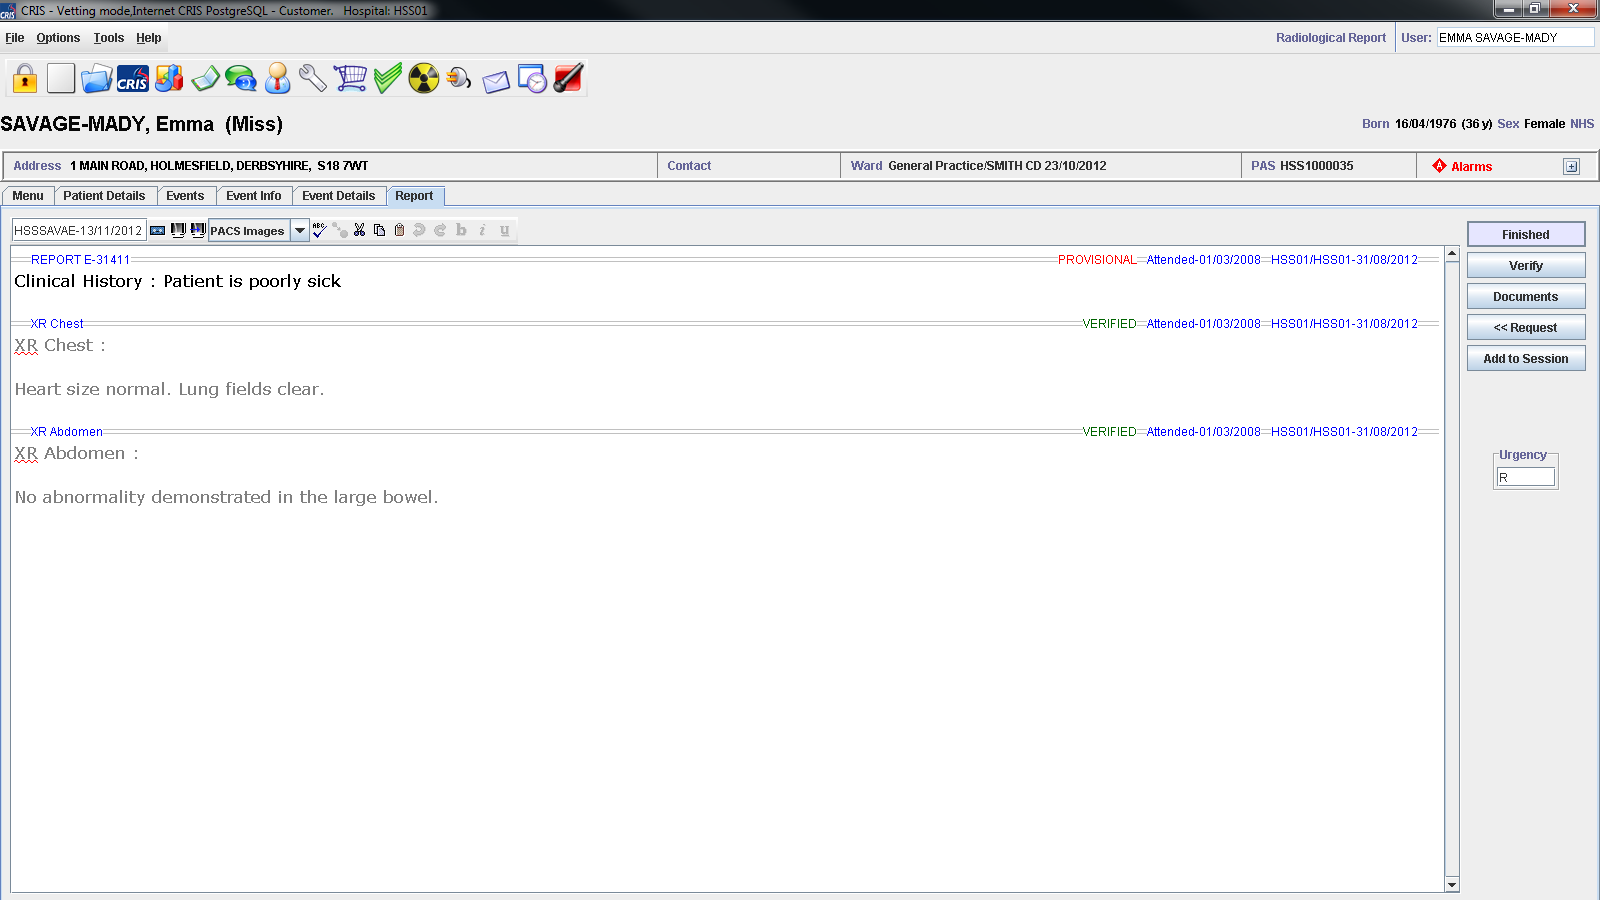 CRIS - Vetting mode,Internet CRIS PostgreSQL - Customer.   Hospital: HSS01
File Options Tools Help
Radiological Report User: EMMA SAVAGE-MADY
CRIS
SAVAGE-MADY, Emma  (Miss)
Born 16/04/1976 (36 y) Sex Female NHS
Address 1 MAIN ROAD, HOLMESFIELD, DERBSYHIRE,  S18 7WT Contact Ward General Practice/SMITH CD 23/10/2012 PAS HSS1000035 Alarms
Menu Patient Details Events Event Info Event Details Report
HSSSAVAE-13/11/2012 PACS Images ABC b i u
REPORT E-31411 PROVISIONAL Attended-01/03/2008 HSS01/HSS01-31/08/2012
Clinical History : Patient is poorly sick
XR Chest VERIFIED Attended-01/03/2008 HSS01/HSS01-31/08/2012
XR Chest :
Heart size normal. Lung fields clear.
XR Abdomen VERIFIED Attended-01/03/2008 HSS01/HSS01-31/08/2012
XR Abdomen :
No abnormality demonstrated in the large bowel.
Finished
Verify
Documents
<< Request
Add to Session
Urgency
R